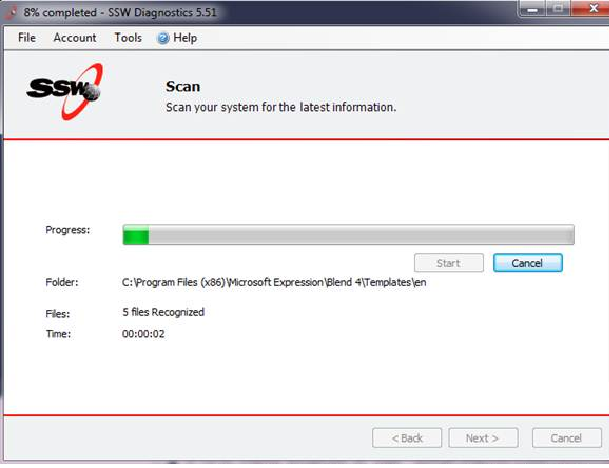 8% completed - SSW Diagnostics 5.51
File Account Tools Help
SSW
Scan
Scan your system for the latest information.
Progress:
Start Cancel
Folder: C:\Program Files (x86)\Microsoft Expression\Blend 4\Templates\en
Files: 5 files Recognized
Time: 00:00:02
< Back Next > Cancel